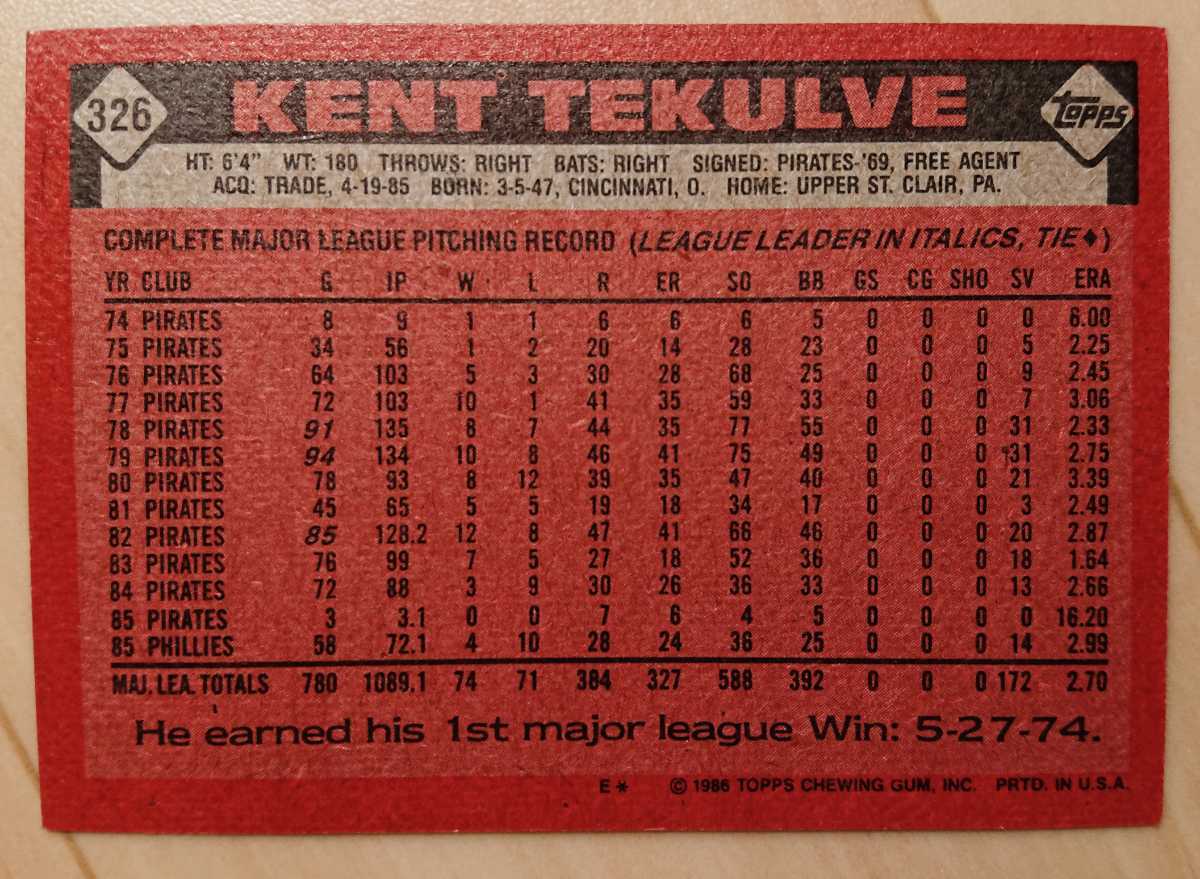 326 KENT TEKULVE TOPPS
HT: 6'4" WT: 180 THROWS: RIGHT BATS: RIGHT SIGNED: PIRATES-'69, FREE AGENT
ACQ: TRADE, 4-19-85 BORN: 3-5-47, CINCINNATI, O. HOME: UPPER ST. CLAIR, PA.
COMPLETE MAJOR LEAGUE PITCHING RECORD (LEAGUE LEADER IN ITALICS, TIE♦)
YR CLUB G IP W L R ER SO BB GS CG SHO SV ERA
74 PIRATES 8 9 1 1 6 6 6 5 0 0 0 0 6.00
75 PIRATES 34 56 1 2 20 14 28 23 0 0 0 5 2.25
76 PIRATES 64 103 5 3 30 28 68 25 0 0 0 9 2.45
77 PIRATES 72 103 10 1 41 35 59 33 0 0 0 7 3.06
78 PIRATES 91 135 8 7 44 35 77 55 0 0 0 31 2.33
79 PIRATES 94 134 10 8 46 41 75 49 0 0 0 31 2.75
80 PIRATES 78 93 8 12 39 35 47 40 0 0 0 21 3.39
81 PIRATES 45 65 5 5 19 18 34 17 0 0 0 3 2.49
82 PIRATES 85 128.2 12 8 47 41 66 46 0 0 0 20 2.87
83 PIRATES 76 99 7 5 27 18 52 36 0 0 0 18 1.64
84 PIRATES 72 88 3 9 30 26 36 33 0 0 0 13 2.66
85 PIRATES 3 3.1 0 0 7 6 4 5 0 0 0 0 16.20
85 PHILLIES 58 72.1 4 10 28 24 36 25 0 0 0 14 2.99
MAJ. LEA. TOTALS 780 1089.1 74 71 384 327 588 392 0 0 0 172 2.70
He earned his 1st major league Win: 5-27-74.
E* © 1986 TOPPS CHEWING GUM, INC. PRTD. IN U.S.A.